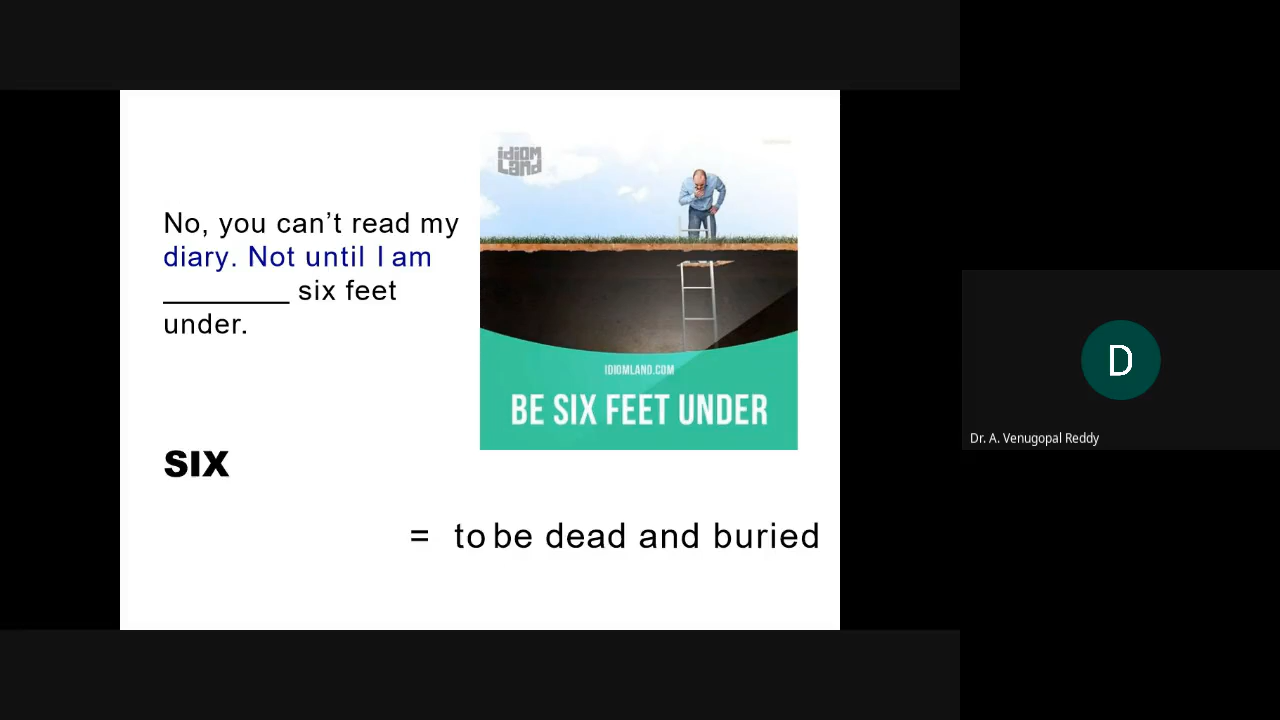 No, you can’t read my
diary. Not until I am
________ six feet
under.
idiom
Land
IDIOMLAND.COM
BE SIX FEET UNDER
SIX
= to be dead and buried
D
Dr. A. Venugopal Reddy